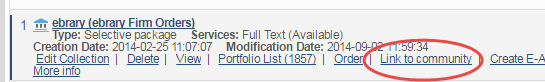 1 ebrary (ebrary Firm Orders)
Type: Selective package Services: Full Text (Available)
Creation Date: 2014-02-25 11:07:07 Modification Date: 2014-09-02 11:59:34
Edit Collection | Delete | View | Portfolio List (1857) | Order | Link to community | Create E-A
More info